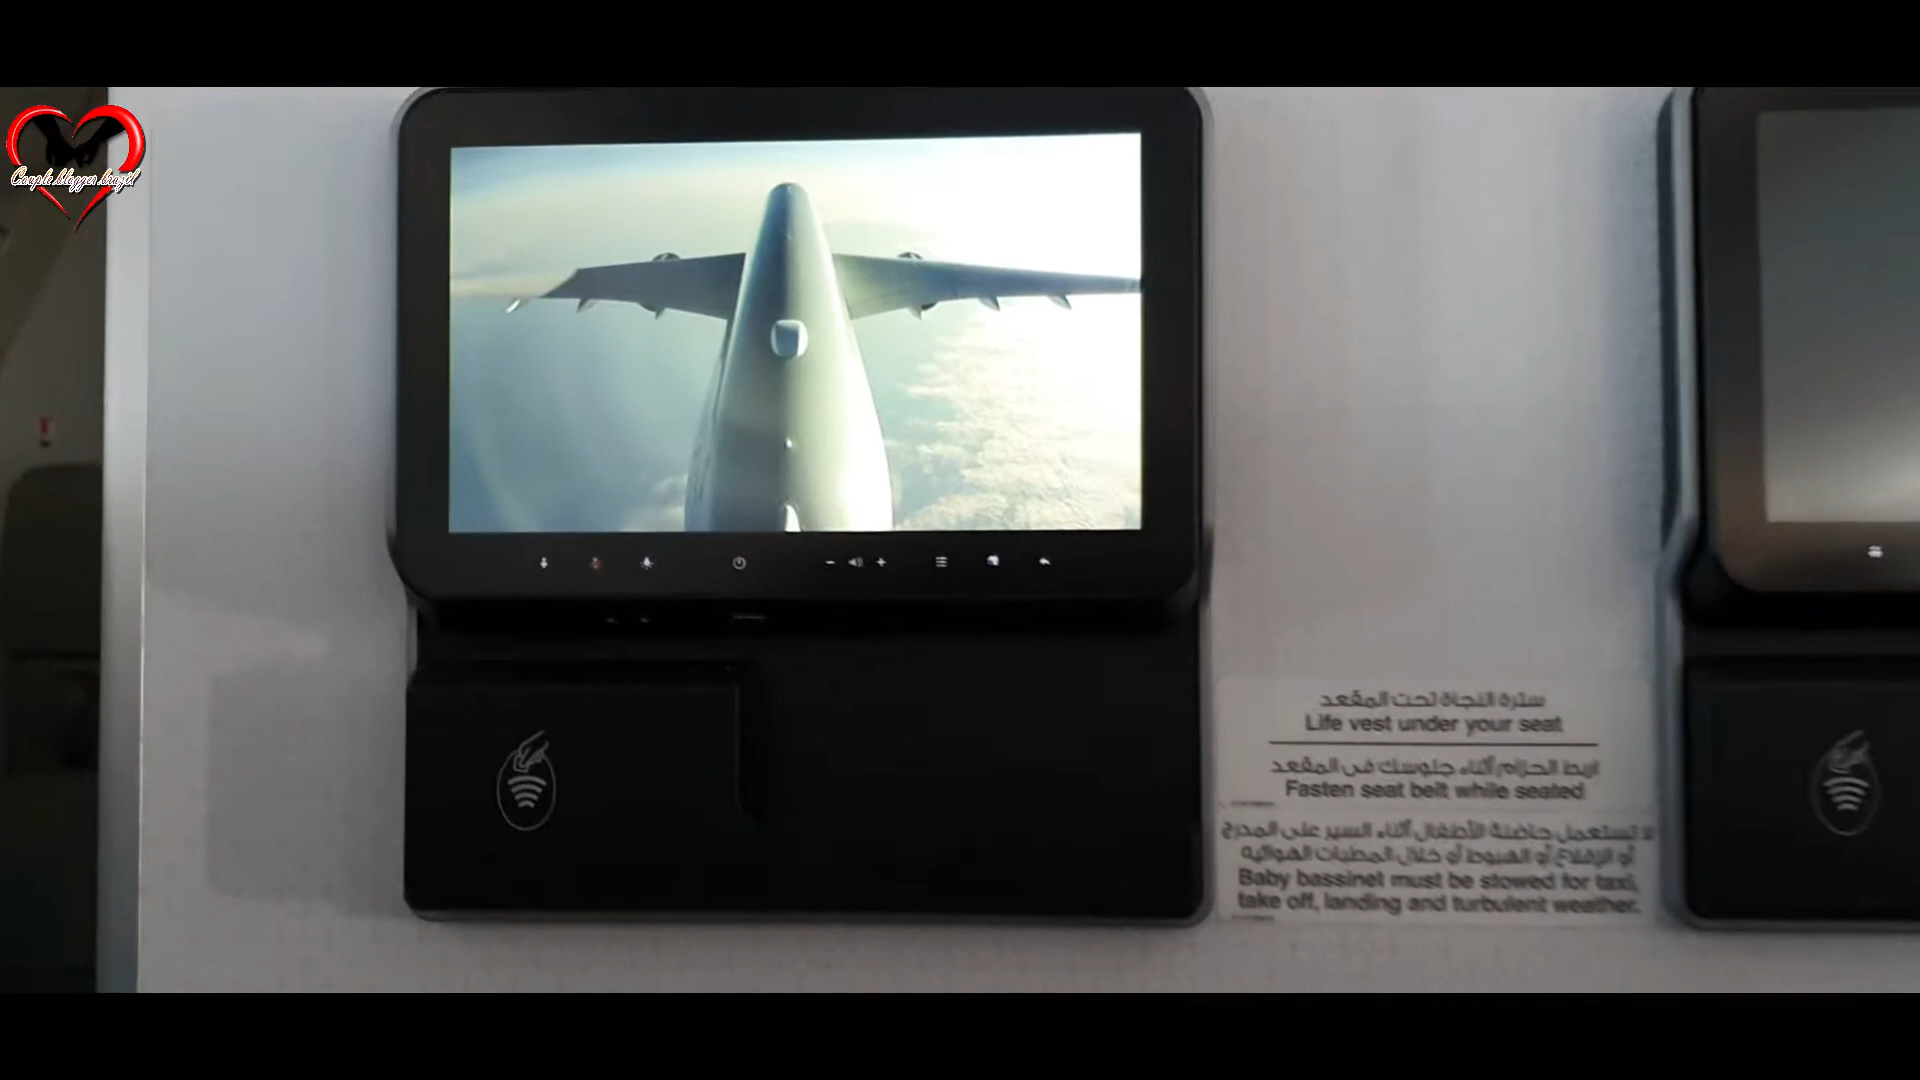 Couple blogger brazil
سترة النجاة تحت المقعد
Life vest under your seat
اربط الحزام أثناء جلوسك في المقعد
Fasten seat belt while seated
لا تستعمل حاضنة الأطفال أثناء السير على المدرج
أو الإقلاع أو الهبوط أو خلال المطبات الهوائية
Baby bassinet must be stowed for taxi,
take off, landing and turbulent weather.